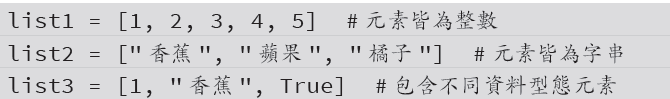 list1 = [1, 2, 3, 4, 5]  #元素皆為整數
list2 = ["香蕉", "蘋果", "橘子"]  #元素皆為字串
list3 = [1, "香蕉", True]  #包含不同資料型態元素